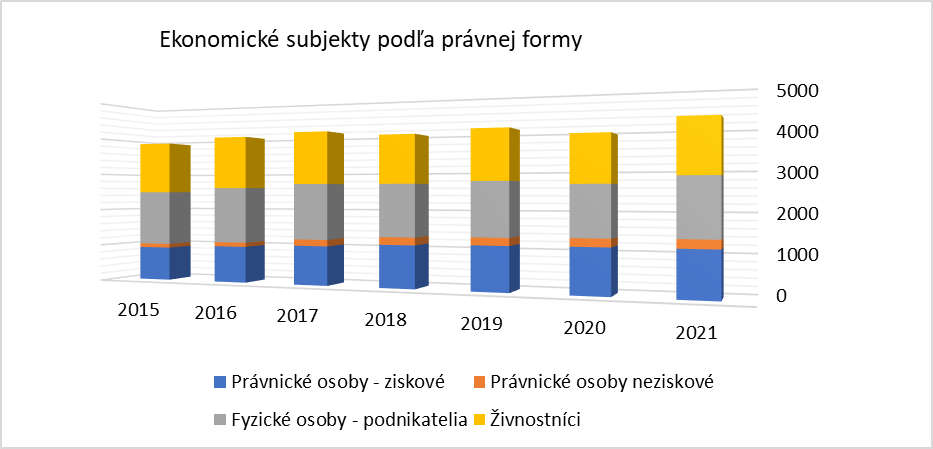 Ekonomické subjekty podľa právnej formy
5000
4000
3000
2000
1000
0
2015 2016 2017 2018 2019 2020 2021
Právnické osoby - ziskové Právnické osoby neziskové
Fyzické osoby - podnikatelia Živnostníci